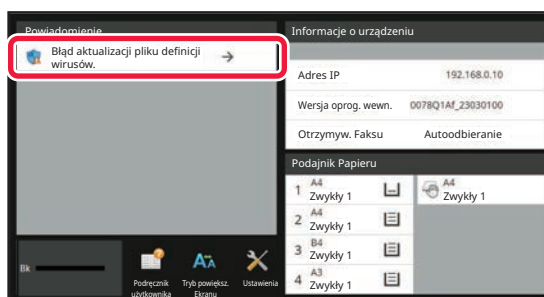 Powiadomienie
Błąd aktualizacji pliku definicji
wirusów.
Informacje o urządzeniu
Adres IP 192.168.0.10
Wersja oprog. wewn. 0078Q1Af_23030100
Otrzymyw. Faksu Autoodbieranie
Podajnik Papieru
1 A4
Zwykły 1
A4
Zwykły 1
2 A4
Zwykły 1
3 B4
Zwykły 1
4 A3
Zwykły 1
Bk
Podręcznik
użytkownika
Tryb powiększ.
Ekranu
Ustawienia